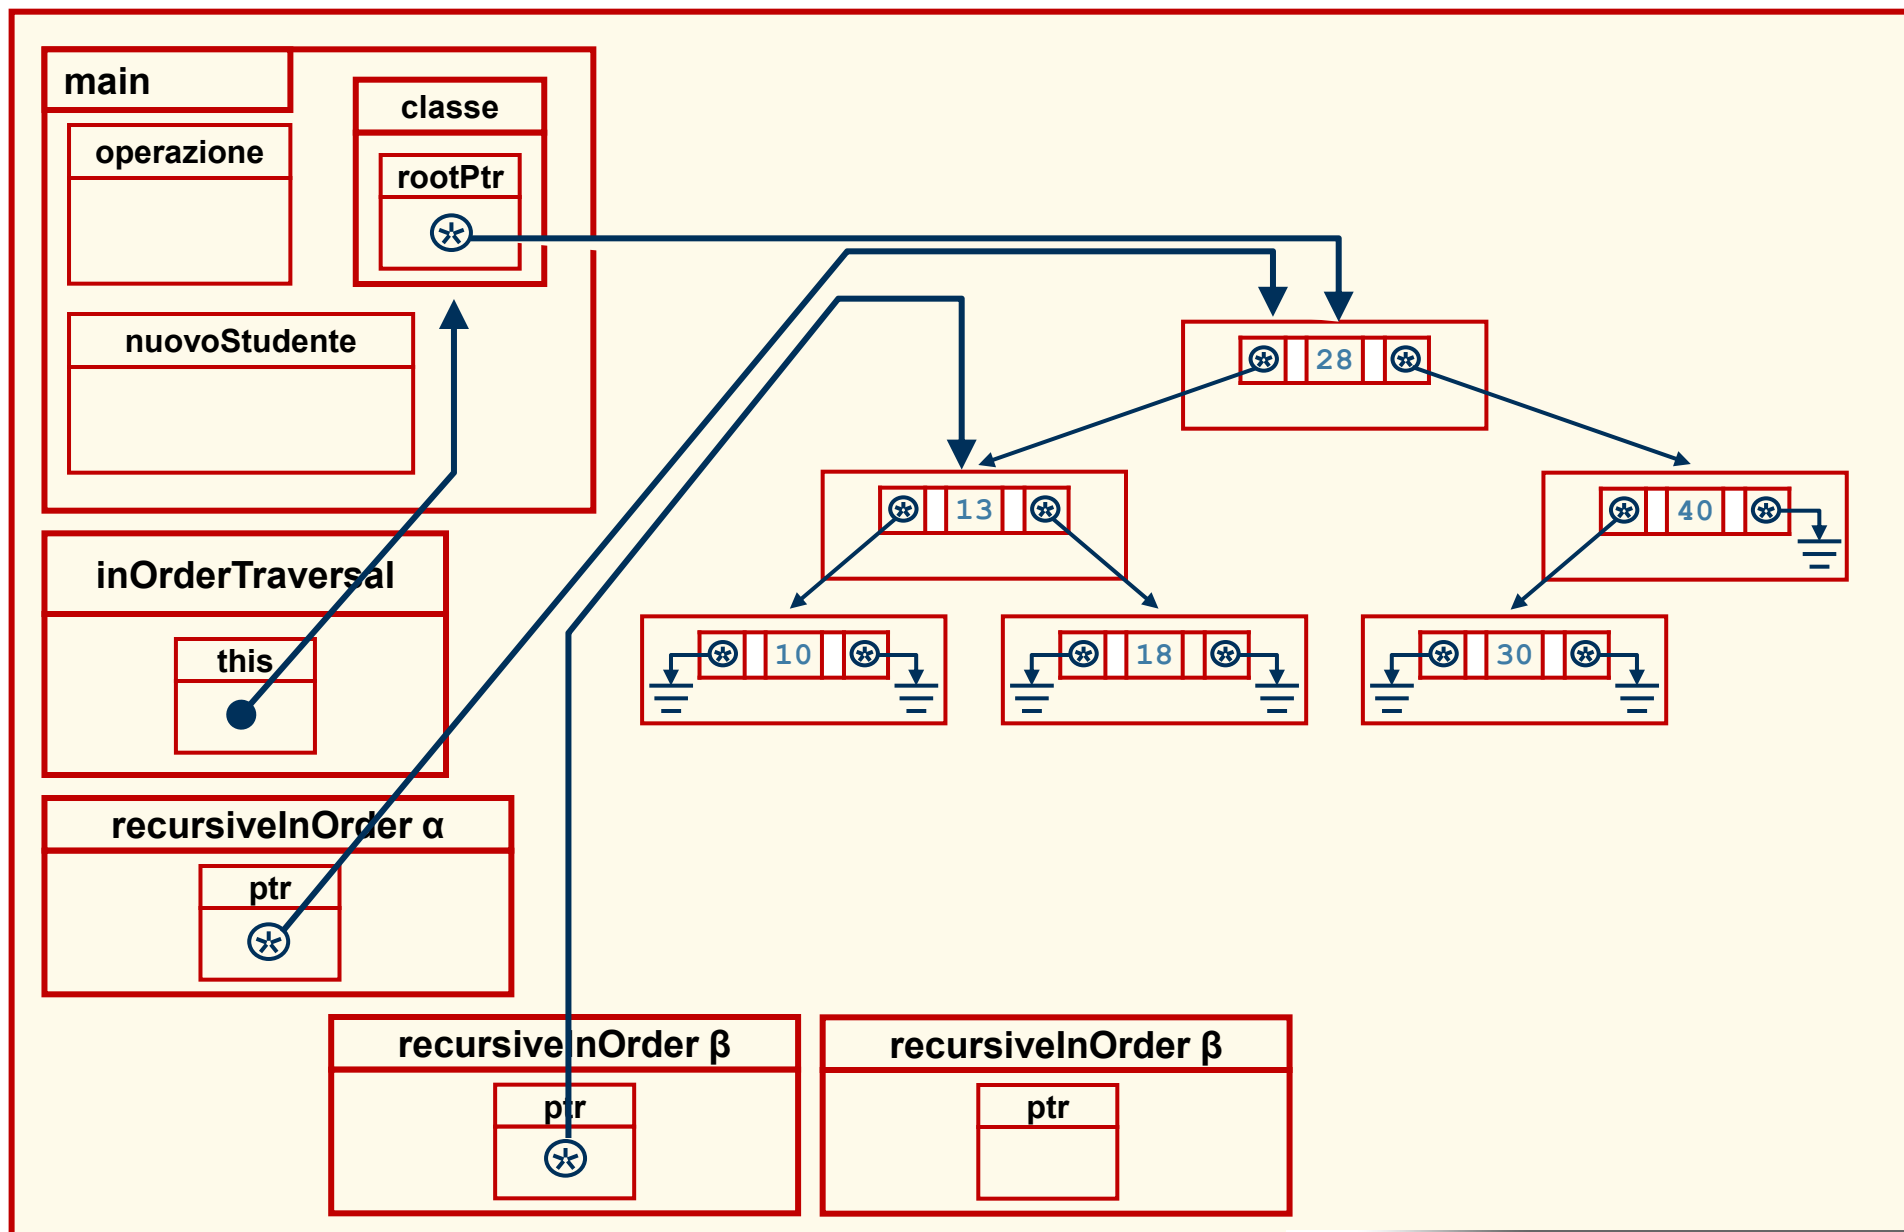 main
classe
operazione
rootPtr
nuovoStudente
28
13
40
inOrderTraversal
this
10
18
30
recursiveInOrder α
ptr
recursiveInOrder β
recursiveInOrder β
ptr
ptr